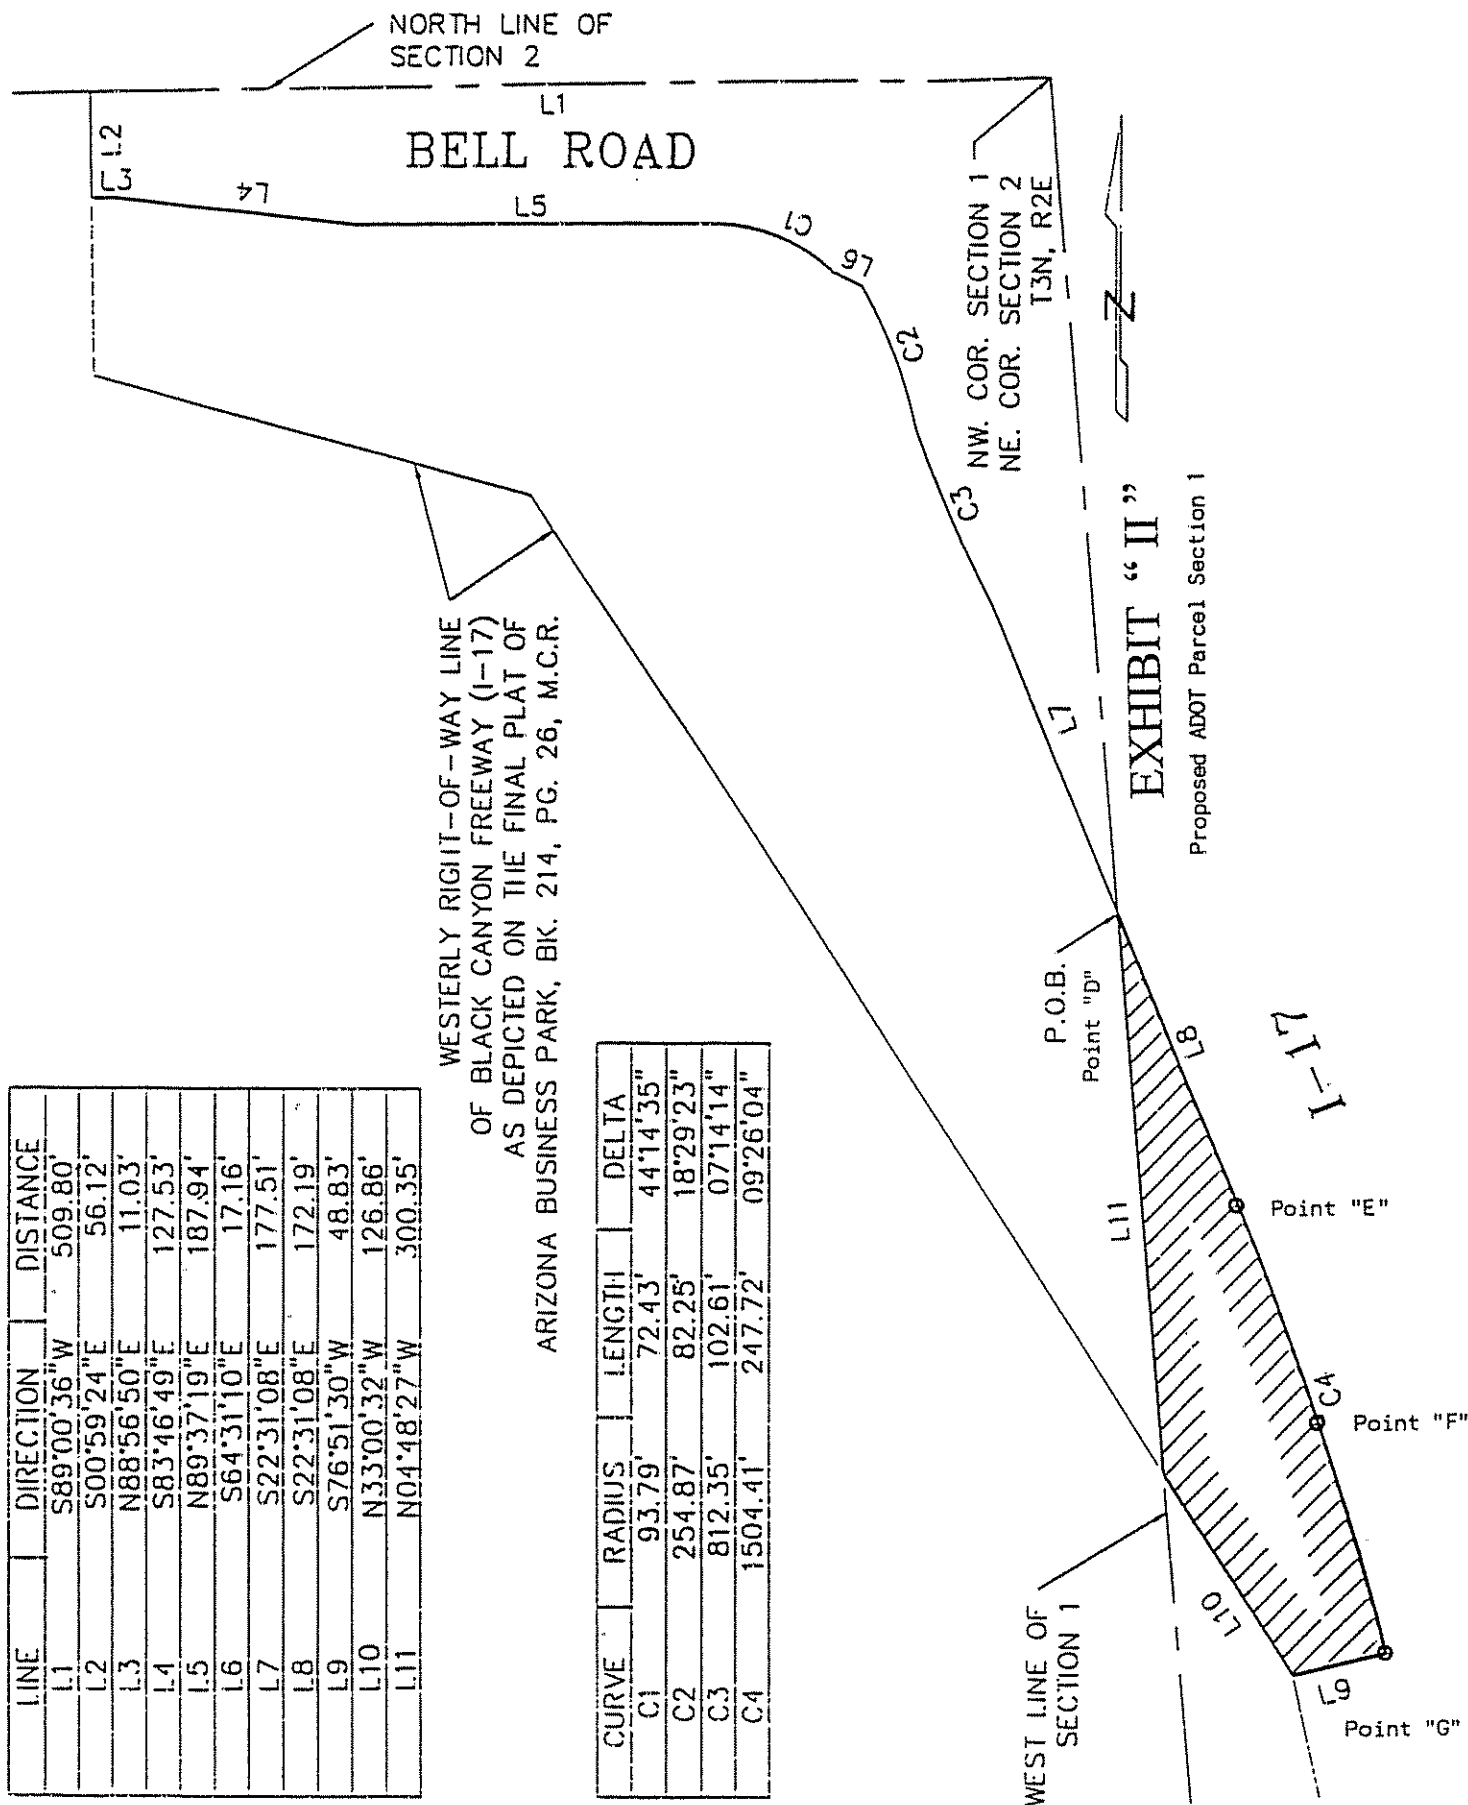 NORTH LINE OF
SECTION 2
L1
BELL ROAD
L2
L3
L4
L5
C1
L6
C2
C3
NW. COR. SECTION 1
NE. COR. SECTION 2
T3N, R2E
N
L7
WESTERLY RIGHT-OF-WAY LINE
OF BLACK CANYON FREEWAY (I-17)
AS DEPICTED ON THE FINAL PLAT OF
ARIZONA BUSINESS PARK, BK. 214, PG. 26, M.C.R.
EXHIBIT “ II ”
Proposed ADOT Parcel Section 1
P.O.B.
Point "D"
L8
I-17
L11
Point "E"
C4
Point "F"
L10
L9
Point "G"
WEST LINE OF
SECTION 1
LINE DIRECTION DISTANCE
L1 S89°00'36"W 509.80'
L2 S00°59'24"E 56.12'
L3 N88°56'50"E 11.03'
L4 S83°46'49"E 127.53'
L5 N89°37'19"E 187.94'
L6 S64°31'10"E 17.16'
L7 S22°31'08"E 177.51'
L8 S22°31'08"E 172.19'
L9 S76°51'30"W 48.83'
L10 N33°00'32"W 126.86'
L11 N04°48'27"W 300.35'
CURVE RADIUS LENGTH DELTA
C1 93.79' 72.43' 44°14'35"
C2 254.87' 82.25' 18°29'23"
C3 812.35' 102.61' 07°14'14"
C4 1504.41' 247.72' 09°26'04"